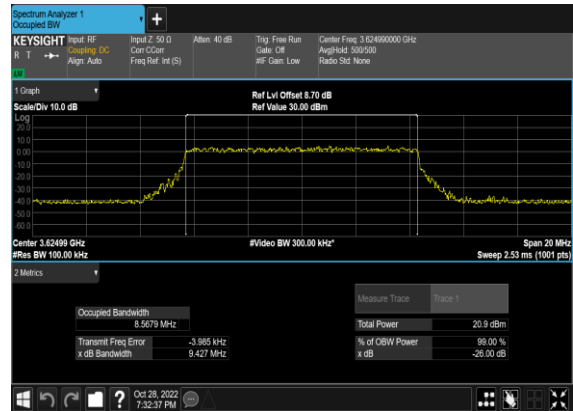 Spectrum Analyzer 1
Occupied BW
+
KEYSIGHT Input: RF Input Z: 50 Ω Atten: 40 dB Trig: Free Run Center Freq: 3.624990000 GHz
R T Coupling: DC Corr CCorr Gate: Off Avg|Hold: 500/500
Align: Auto Freq Ref: Int (S) #IF Gain: Low Radio Std: None
LXI
1 Graph
Ref Lvl Offset 8.70 dB
Scale/Div 10.0 dB Ref Value 30.00 dBm
Log
20.0
10.0
0.00
-10.0
-20.0
-30.0
-40.0
-50.0
-60.0
Center 3.62499 GHz #Video BW 300.00 kHz* Span 20 MHz
#Res BW 100.00 kHz Sweep 2.53 ms (1001 pts)
2 Metrics
Measure Trace Trace 1
Occupied Bandwidth
8.5679 MHz Total Power 20.9 dBm
Transmit Freq Error -3.985 kHz % of OBW Power 99.00 %
x dB Bandwidth 9.427 MHz x dB -26.00 dB
? Oct 28, 2022
7:32:37 PM